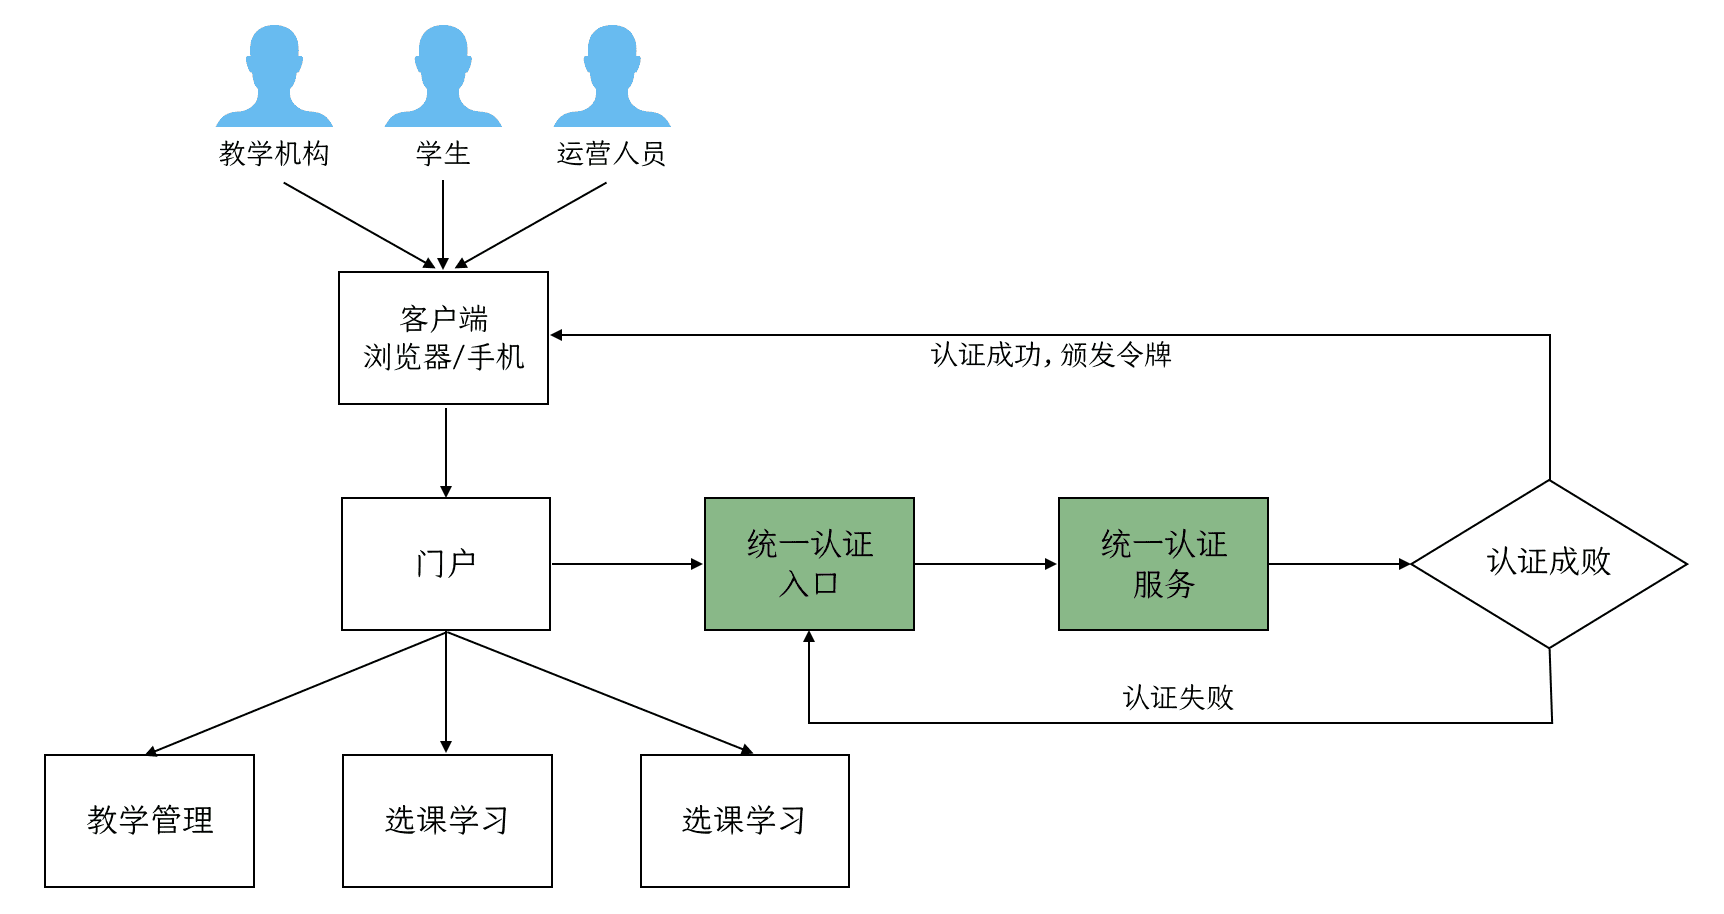 教学机构
学生
运营人员
客户端
浏览器/手机
认证成功,颁发令牌
门户
统一认证
入口
统一认证
服务
认证成败
认证失败
教学管理
选课学习
选课学习